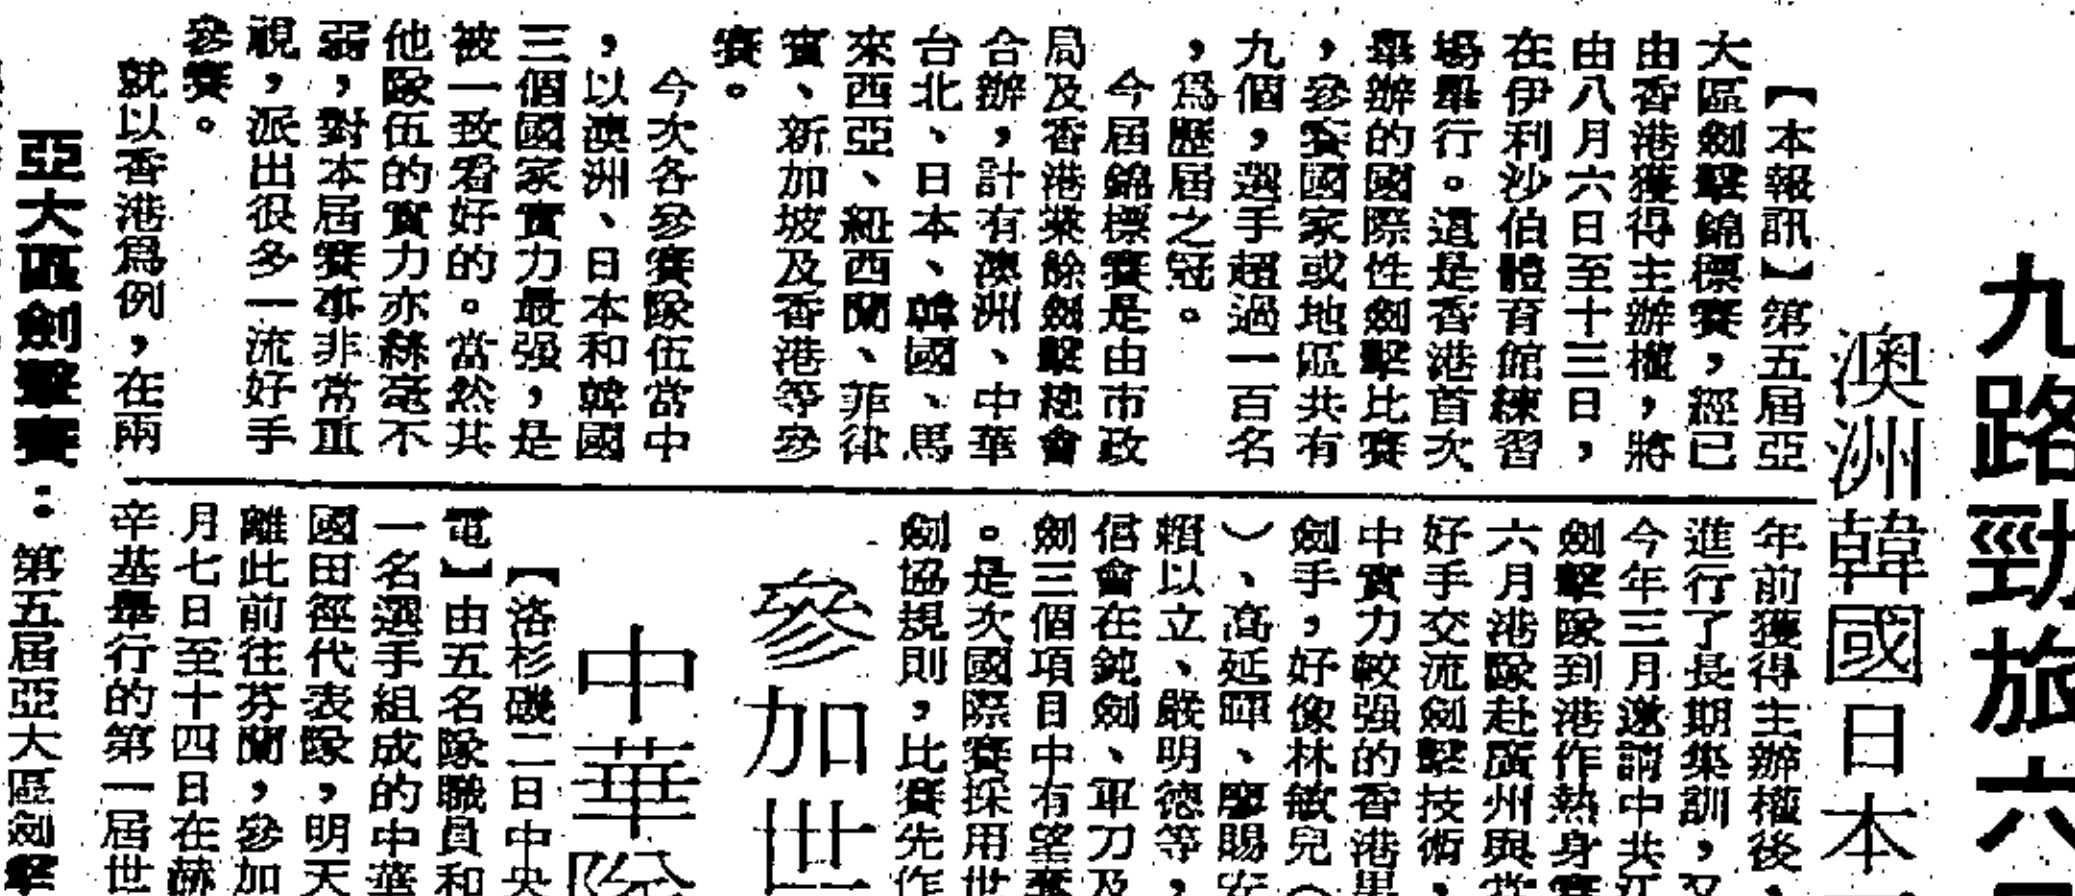 九路勁旅六
澳洲韓國日本
【本報訊】第五屆亞
大區劍擊錦標賽，經已
由香港獲得主辦權，將
由八月六日至十三日，
在伊利沙伯體育館練習
場舉行。這是香港首次
舉辦的國際性劍擊比賽
，參賽國家或地區共有
九個，選手超過一百名
，為歷屆之冠。
今屆錦標賽是由市政
局及香港業餘劍擊總會
合辦，計有澳洲、中華
台北、日本、韓國、馬
來西亞、紐西蘭、菲律
賓、新加坡及香港等參
賽。
今次各參賽隊伍當中
，以澳洲、日本和韓國
三個國家實力最强，是
被一致看好的。當然其
他隊伍的實力亦絲毫不
弱，對本屆賽事非常重
視，派出很多一流好手
參賽。
就以香港為例，在兩
年前獲得主辦權後，
進行了長期集訓，又
今年三月邀請中共江
劍擊隊到港作熱身賽
六月港隊赴廣州與當
好手交流劍擊技術，
中實力較强的香港男
劍手，好像林敏兒（
）、高延暉、廖賜安
賴以立、嚴明德等，
信會在鈍劍、軍刀及
劍三個項目中有望奪
。是次國際賽採用世
劍協規則，比賽先作
參加世
中華隊
【洛杉磯二日中央
電】由五名隊職員和
一名選手組成的中華
國田徑代表隊，明天
離此前往芬蘭，參加
月七日至十四日在赫
辛基舉行的第一屆世
亞大區劍擊賽：第五屆亞大區劍擊